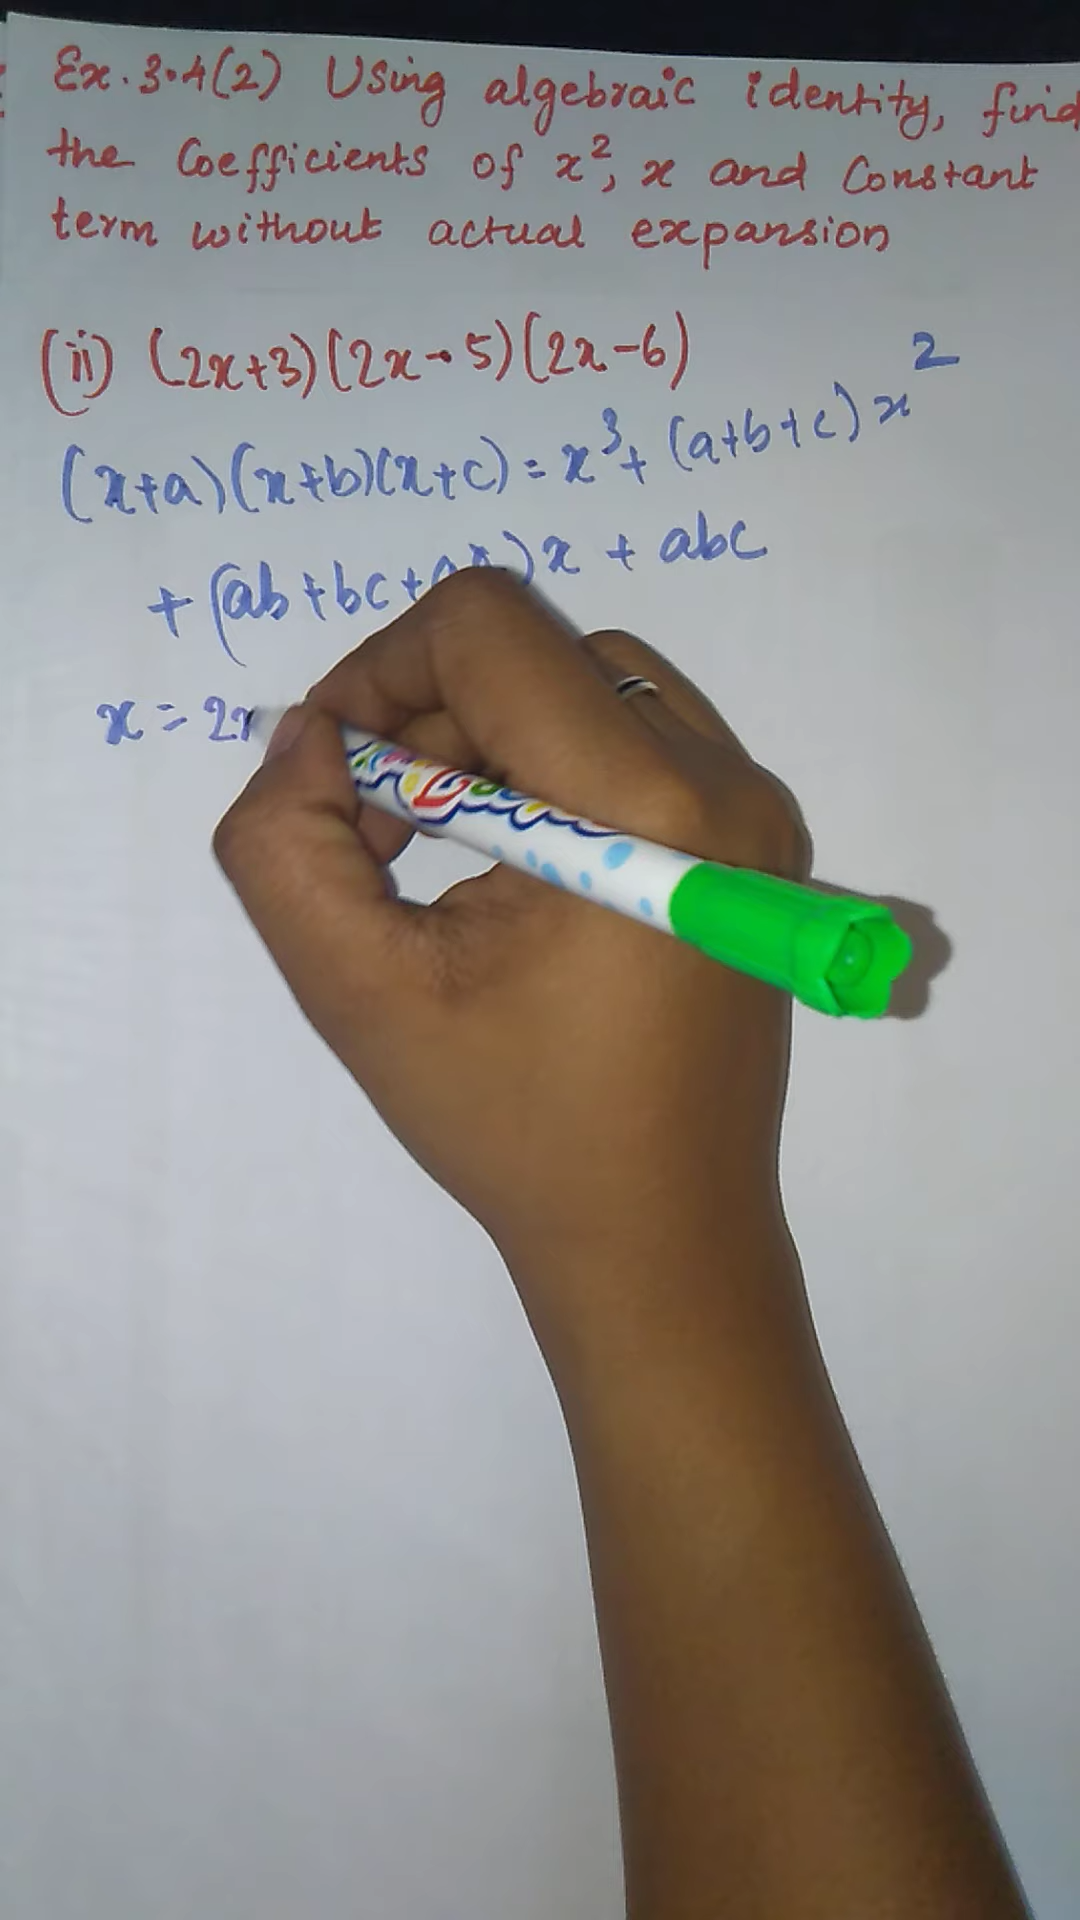 Ex. 3.4(2) Using algebraic identity, find
the Coefficients of x², x and Constant
term without actual expansion
(ii) (2x+3)(2x-5)(2x-6)
(x+a)(x+b)(x+c) = x³ + (a+b+c) x²
+ (ab+bc+ )x + abc
x = 2x